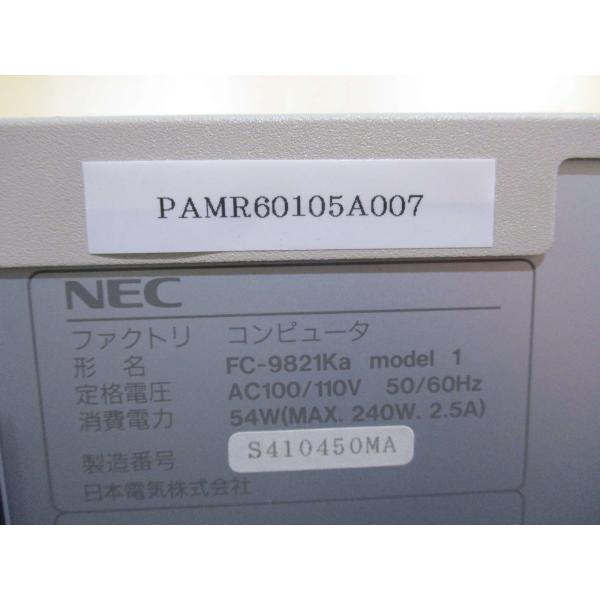 PAMR60105A007
NEC
ファクトリ コンピュータ
形 名 FC-9821Ka model 1
定格電圧 AC100/110V 50/60Hz
消費電力 54W(MAX. 240W. 2.5A)
製造番号 S410450MA
日本電気株式会社